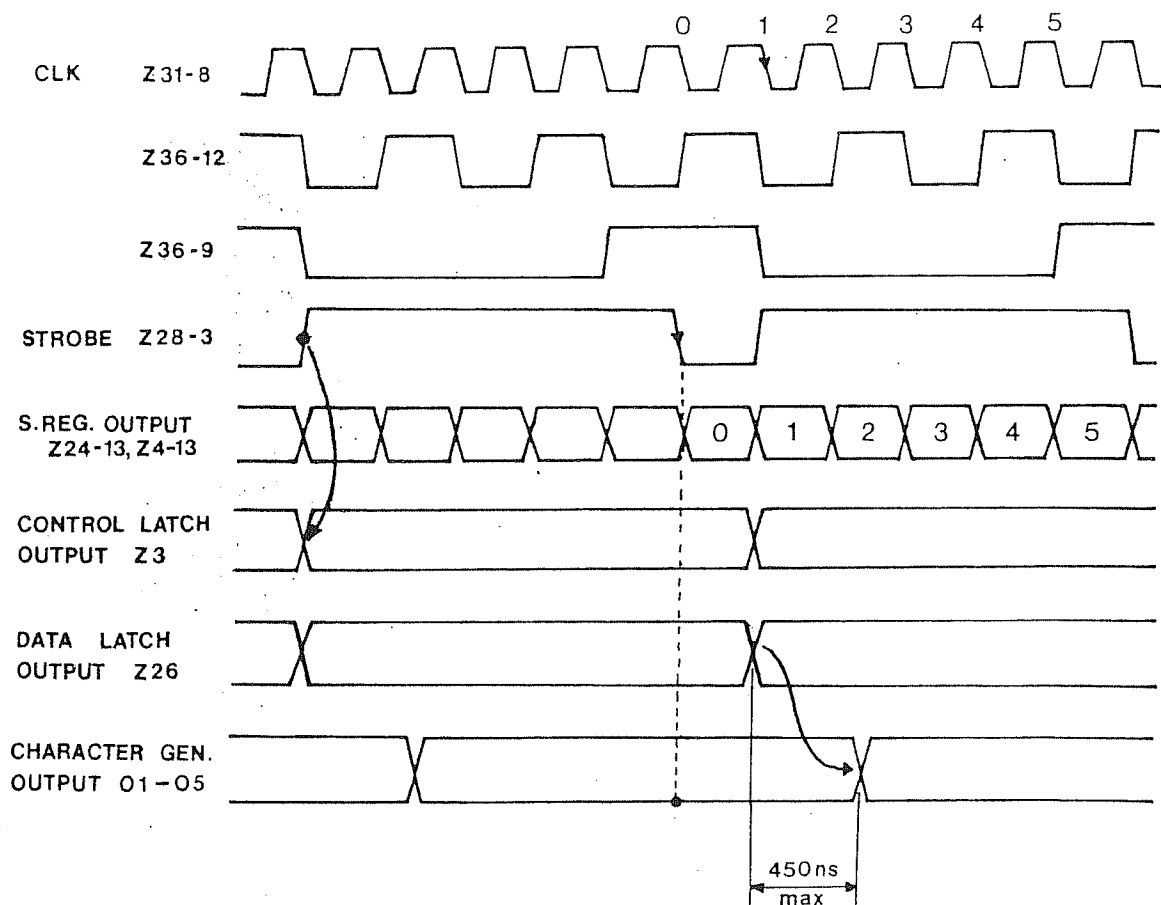 0 1 2 3 4 5
CLK Z31-8
Z36-12
Z36-9
STROBE Z28-3
S.REG. OUTPUT
Z24-13, Z4-13
0 1 2 3 4 5
CONTROL LATCH
OUTPUT Z3
DATA LATCH
OUTPUT Z26
CHARACTER GEN.
OUTPUT O1-O5
450ns
max